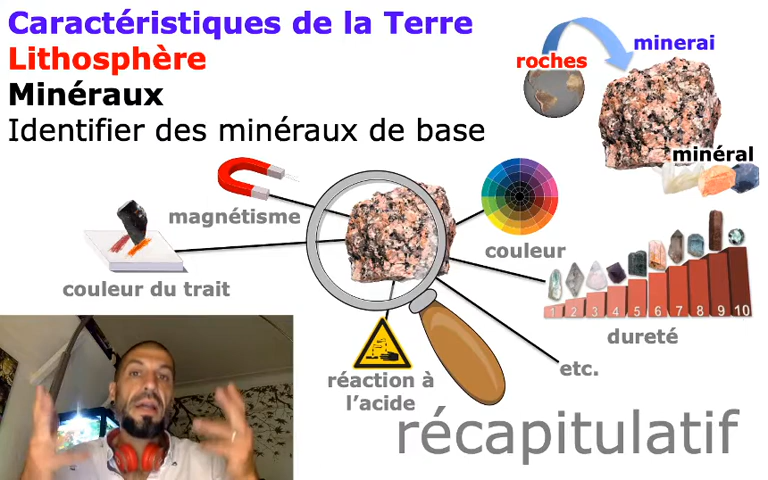 Caractéristiques de la Terre
Lithosphère
Minéraux
Identifier des minéraux de base
roches
minerai
minéral
magnétisme
couleur du trait
couleur
1 2 3 4 5 6 7 8 9 10
dureté
etc.
réaction à
l’acide
récapitulatif